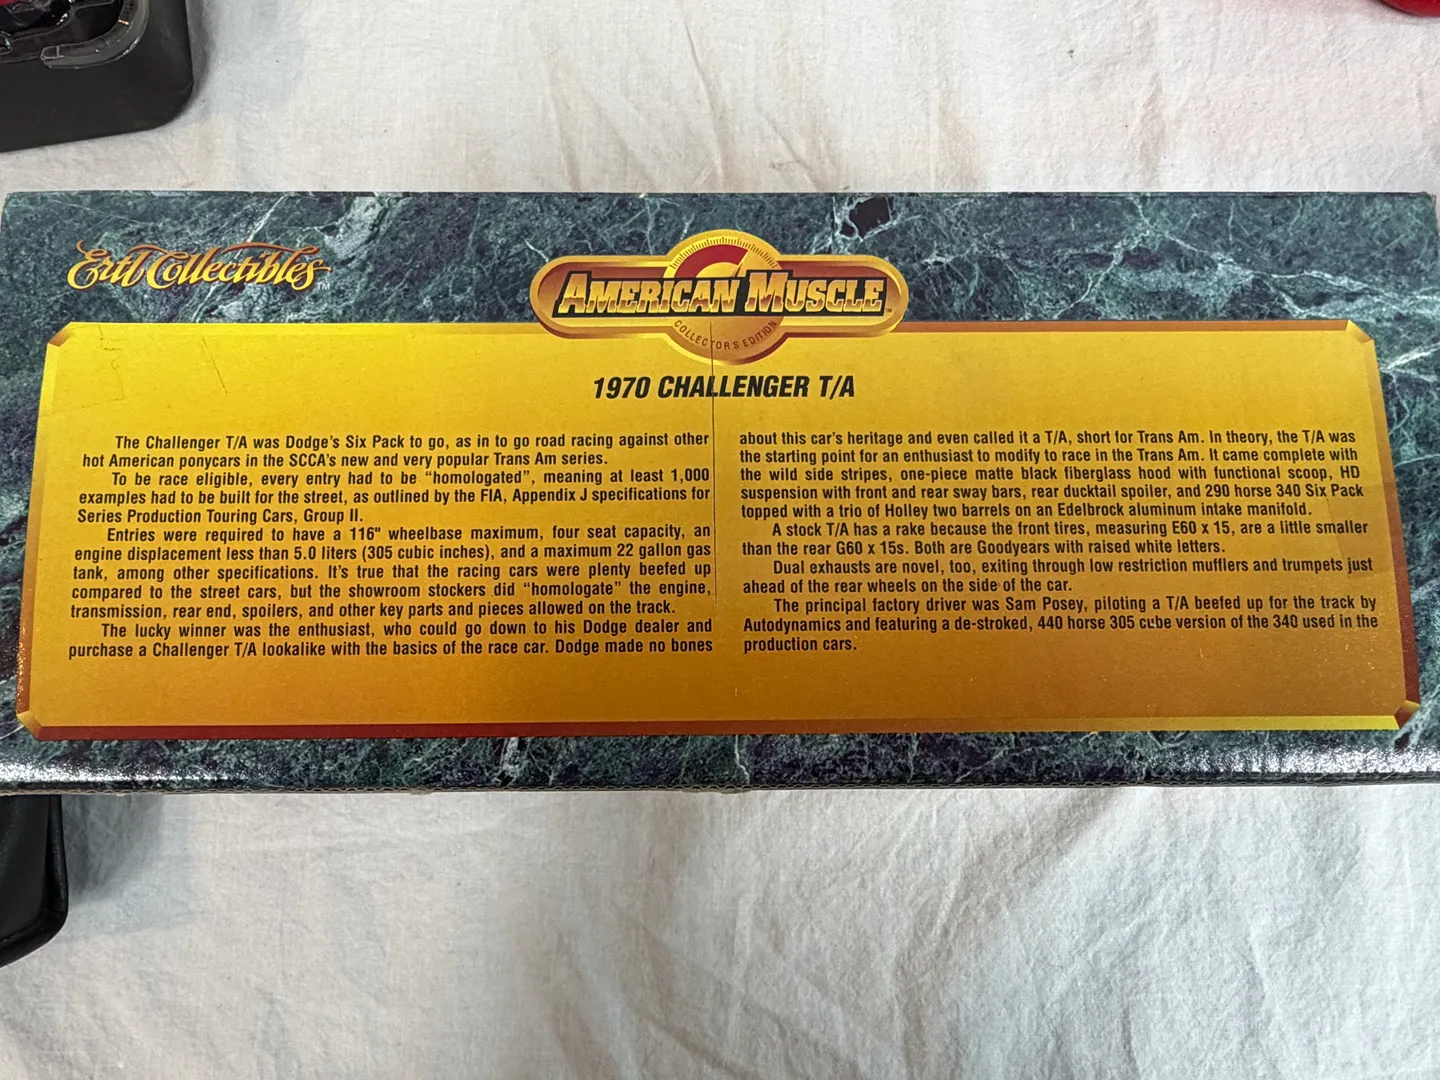 Ertl Collectibles™
AMERICAN MUSCLE™
COLLECTOR'S EDITION
1970 CHALLENGER T/A
The Challenger T/A was Dodge's Six Pack to go, as in to go road racing against other
hot American ponycars in the SCCA's new and very popular Trans Am series.
To be race eligible, every entry had to be “homologated”, meaning at least 1,000
examples had to be built for the street, as outlined by the FIA, Appendix J specifications for
Series Production Touring Cars, Group II.
Entries were required to have a 116" wheelbase maximum, four seat capacity, an
engine displacement less than 5.0 liters (305 cubic inches), and a maximum 22 gallon gas
tank, among other specifications. It's true that the racing cars were plenty beefed up
compared to the street cars, but the showroom stockers did “homologate” the engine,
transmission, rear end, spoilers, and other key parts and pieces allowed on the track.
The lucky winner was the enthusiast, who could go down to his Dodge dealer and
purchase a Challenger T/A lookalike with the basics of the race car. Dodge made no bones
about this car's heritage and even called it a T/A, short for Trans Am. In theory, the T/A was
the starting point for an enthusiast to modify to race in the Trans Am. It came complete with
the wild side stripes, one-piece matte black fiberglass hood with functional scoop, HD
suspension with front and rear sway bars, rear ducktail spoiler, and 290 horse 340 Six Pack
topped with a trio of Holley two barrels on an Edelbrock aluminum intake manifold.
A stock T/A has a rake because the front tires, measuring E60 x 15, are a little smaller
than the rear G60 x 15s. Both are Goodyears with raised white letters.
Dual exhausts are novel, too, exiting through low restriction mufflers and trumpets just
ahead of the rear wheels on the side of the car.
The principal factory driver was Sam Posey, piloting a T/A beefed up for the track by
Autodynamics and featuring a de-stroked, 440 horse 305 cube version of the 340 used in the
production cars.